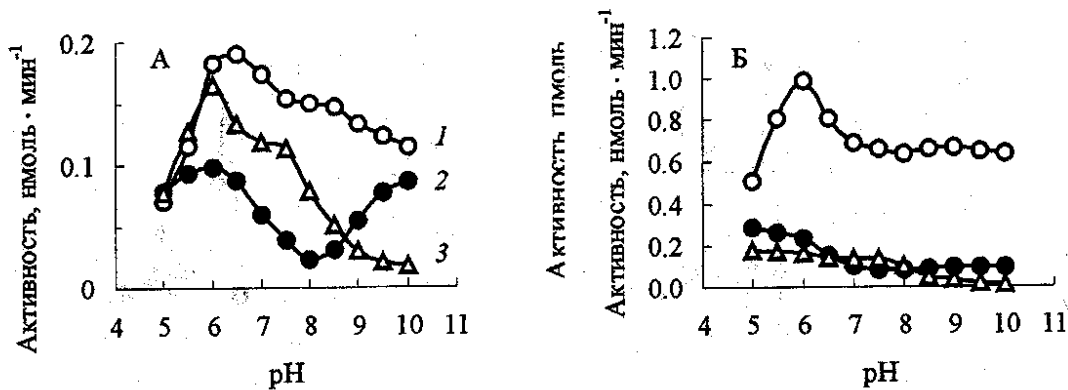 Активность, нмоль · мин⁻¹
0,2
0.1
0
А
1
2
3
4 5 6 7 8 9 10 11
pH
Активность пмоль
Активность, нмоль · мин⁻¹
1.2
1.0
0.8
0.6
0.4
0.2
0.0
Б
4 5 6 7 8 9 10 11
pH